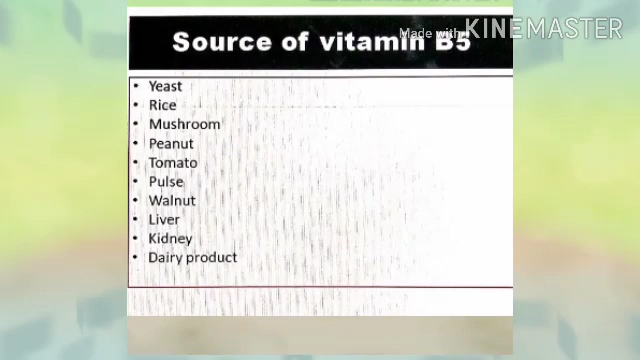 Made with KINEMASTER
Source of vitamin B5
• Yeast
• Rice
• Mushroom
• Peanut
• Tomato
• Pulse
• Walnut
• Liver
• Kidney
• Dairy product